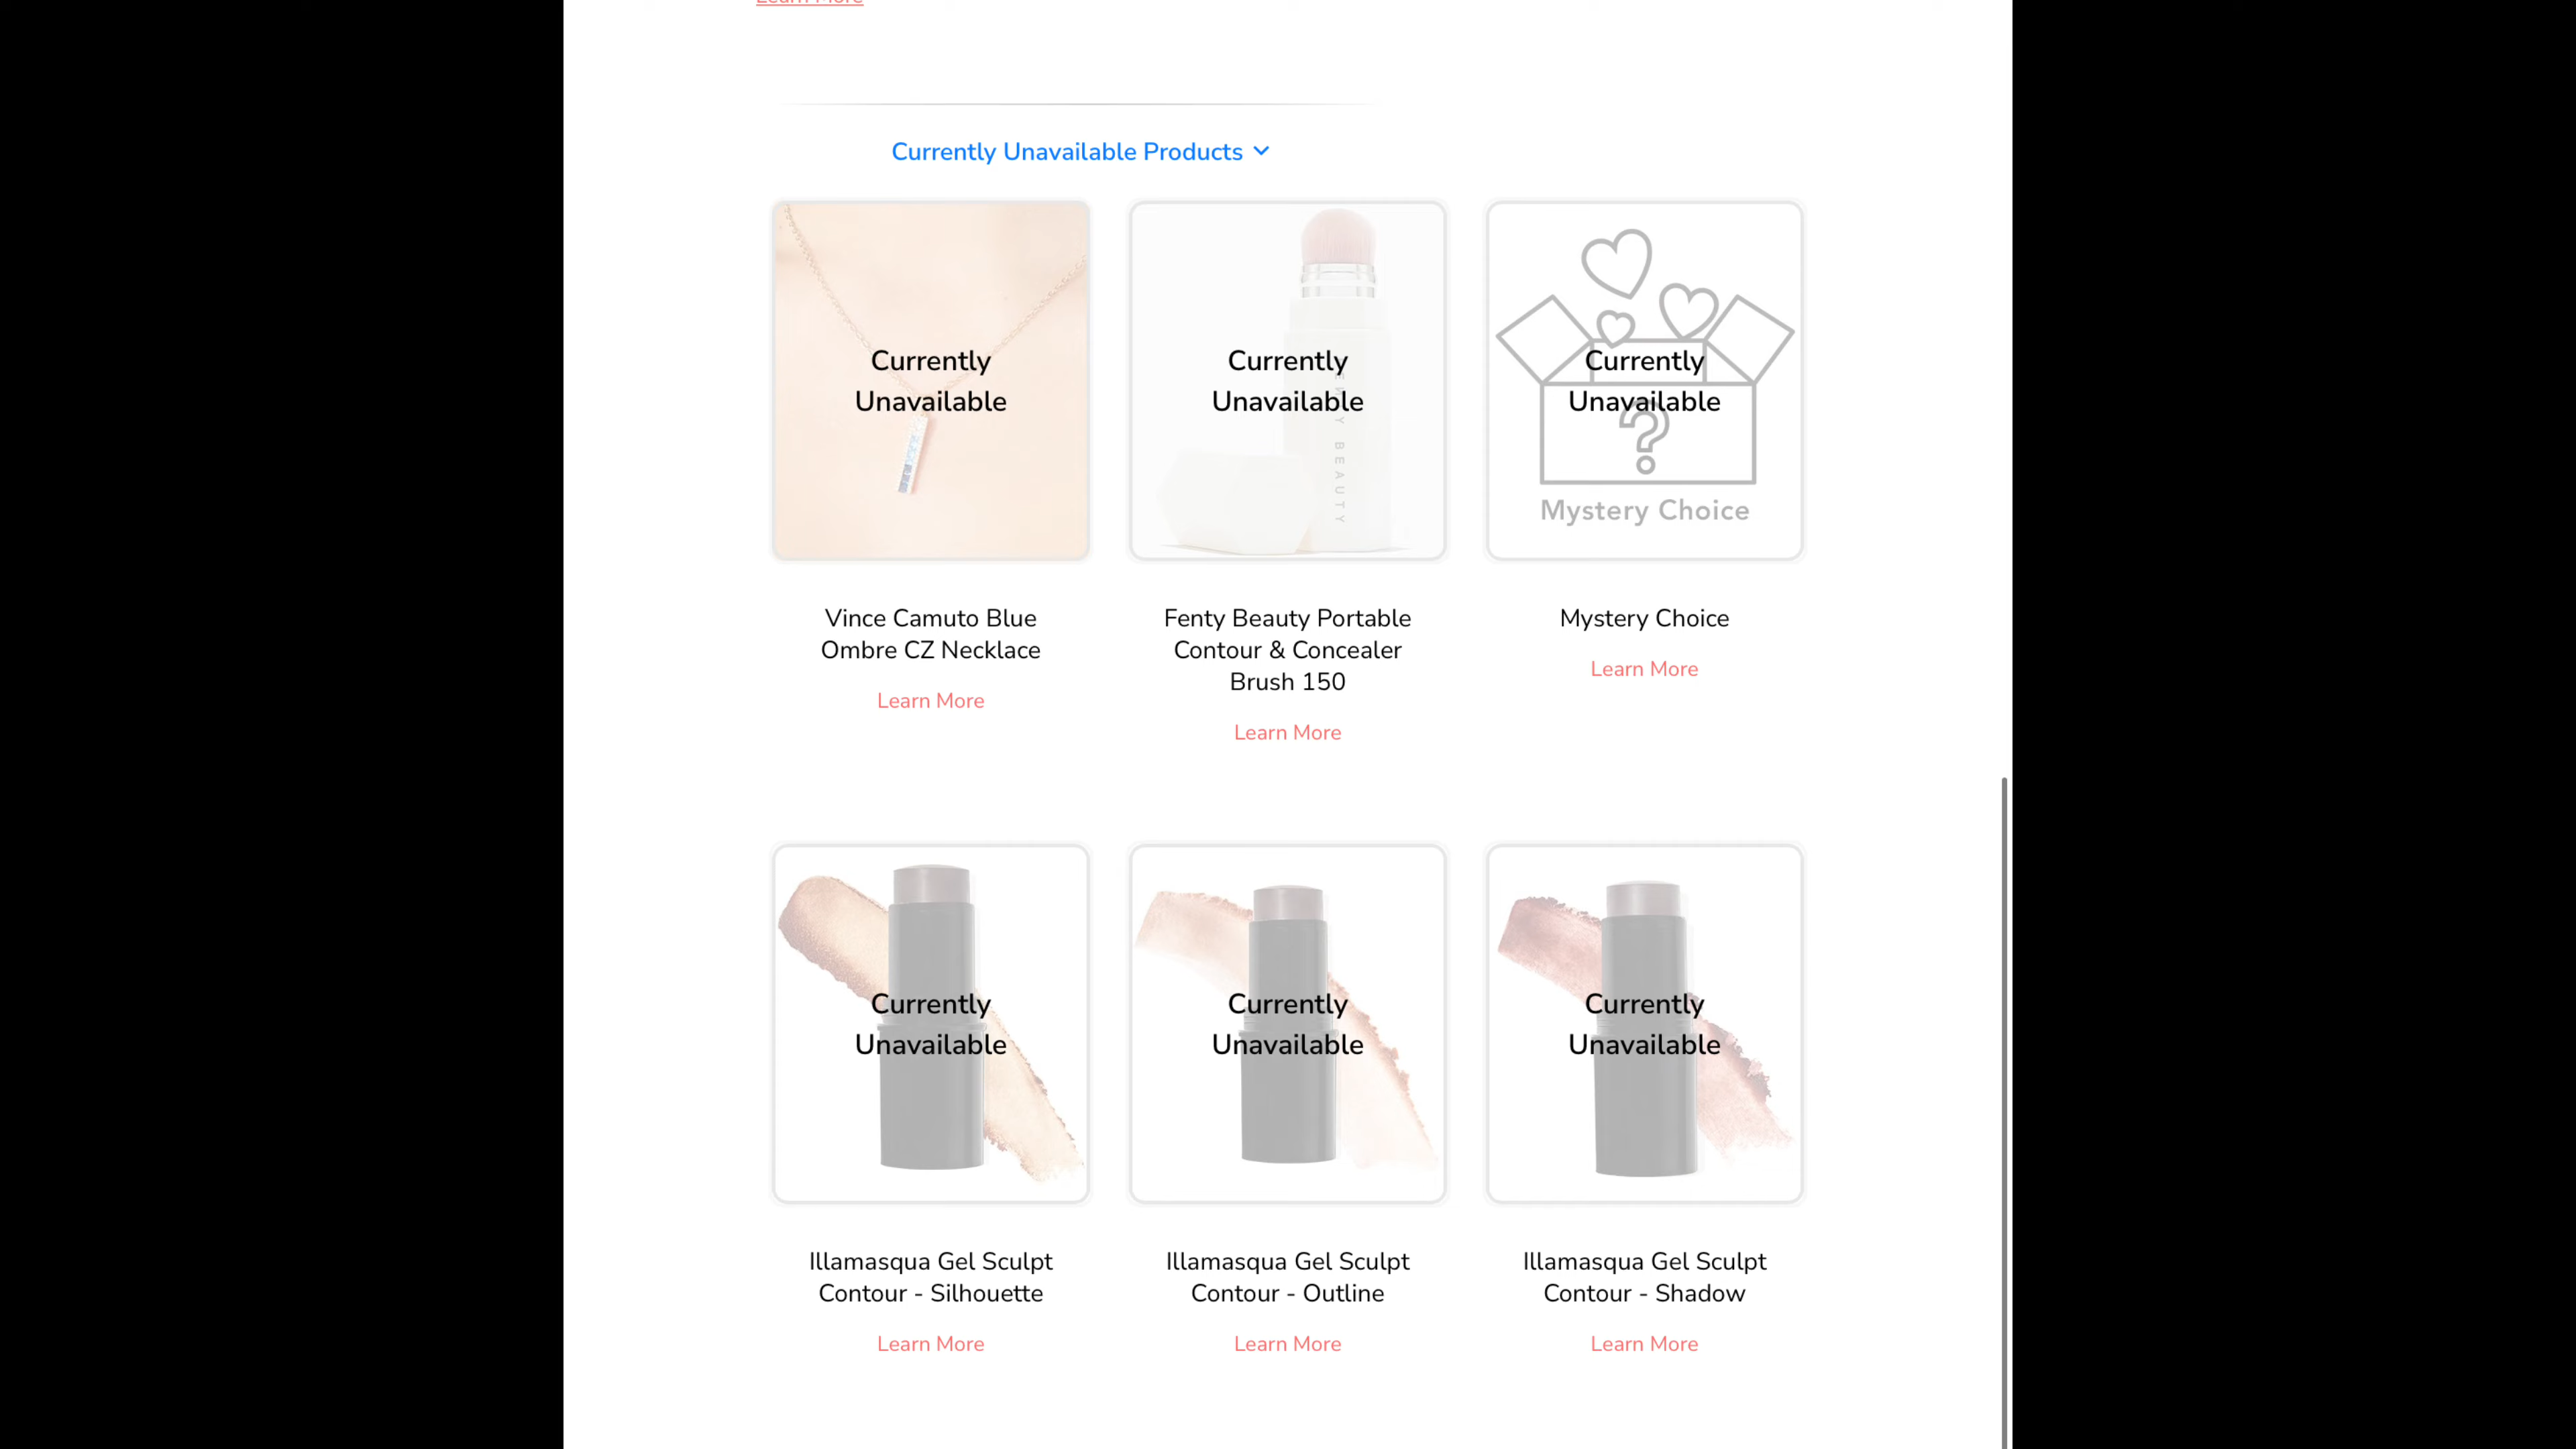 Learn More
Currently Unavailable Products
Currently
Unavailable
Currently
Unavailable
BEAUTY
Currently
Unavailable
?
Mystery Choice
Vince Camuto Blue
Ombre CZ Necklace
Learn More
Fenty Beauty Portable
Contour & Concealer
Brush 150
Learn More
Mystery Choice
Learn More
Currently
Unavailable
Currently
Unavailable
Currently
Unavailable
Illamasqua Gel Sculpt
Contour - Silhouette
Learn More
Illamasqua Gel Sculpt
Contour - Outline
Learn More
Illamasqua Gel Sculpt
Contour - Shadow
Learn More